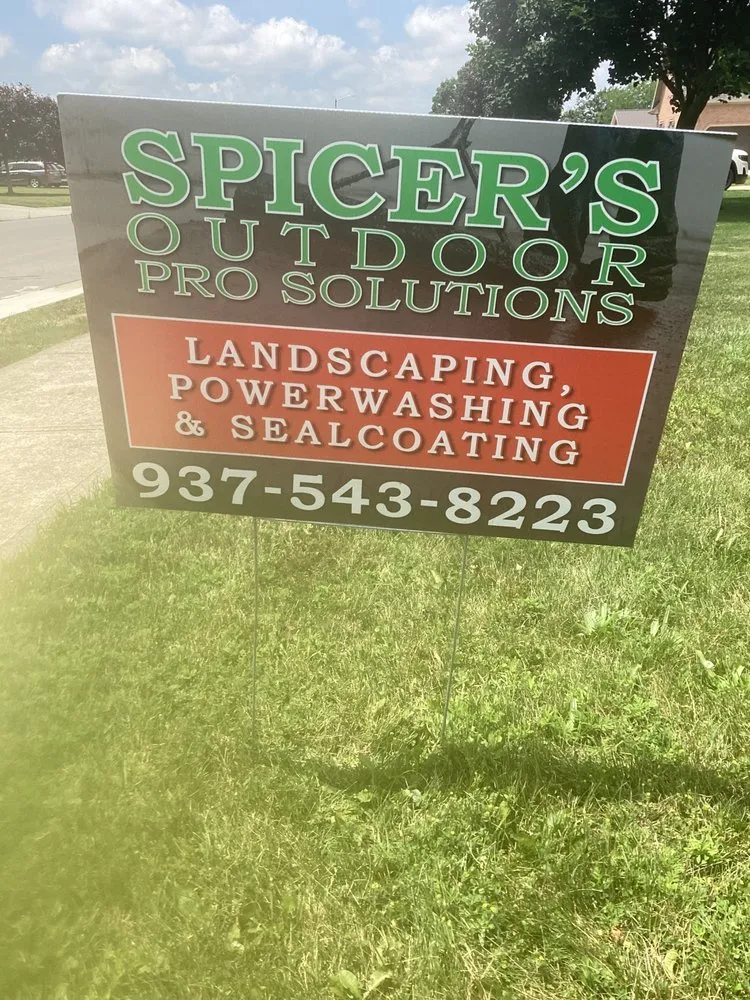 SPICER'S
OUTDOOR
PRO SOLUTIONS
LANDSCAPING,
POWERWASHING
& SEALCOATING
937-543-8223